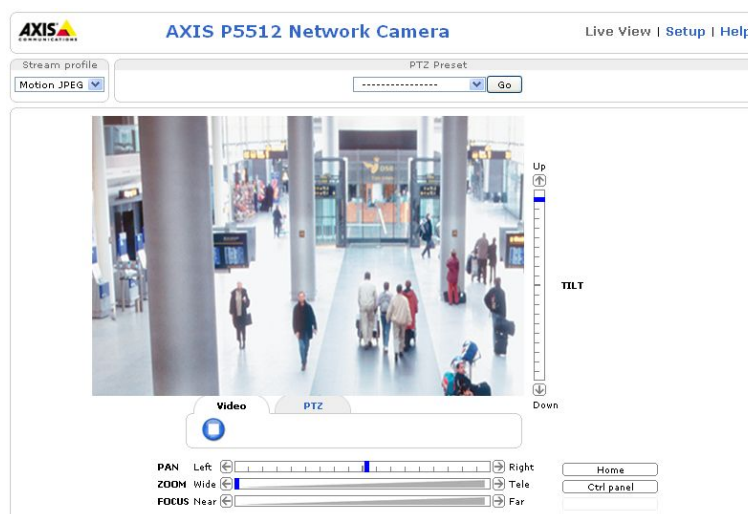 AXIS
COMMUNICATIONS
AXIS P5512 Network Camera
Live View | Setup | Help
Stream profile
PTZ Preset
Motion JPEG
----------------
Go
Up
TILT
Down
Video
PTZ
PAN Left Right
ZOOM Wide Tele
FOCUS Near Far
Home
Ctrl panel